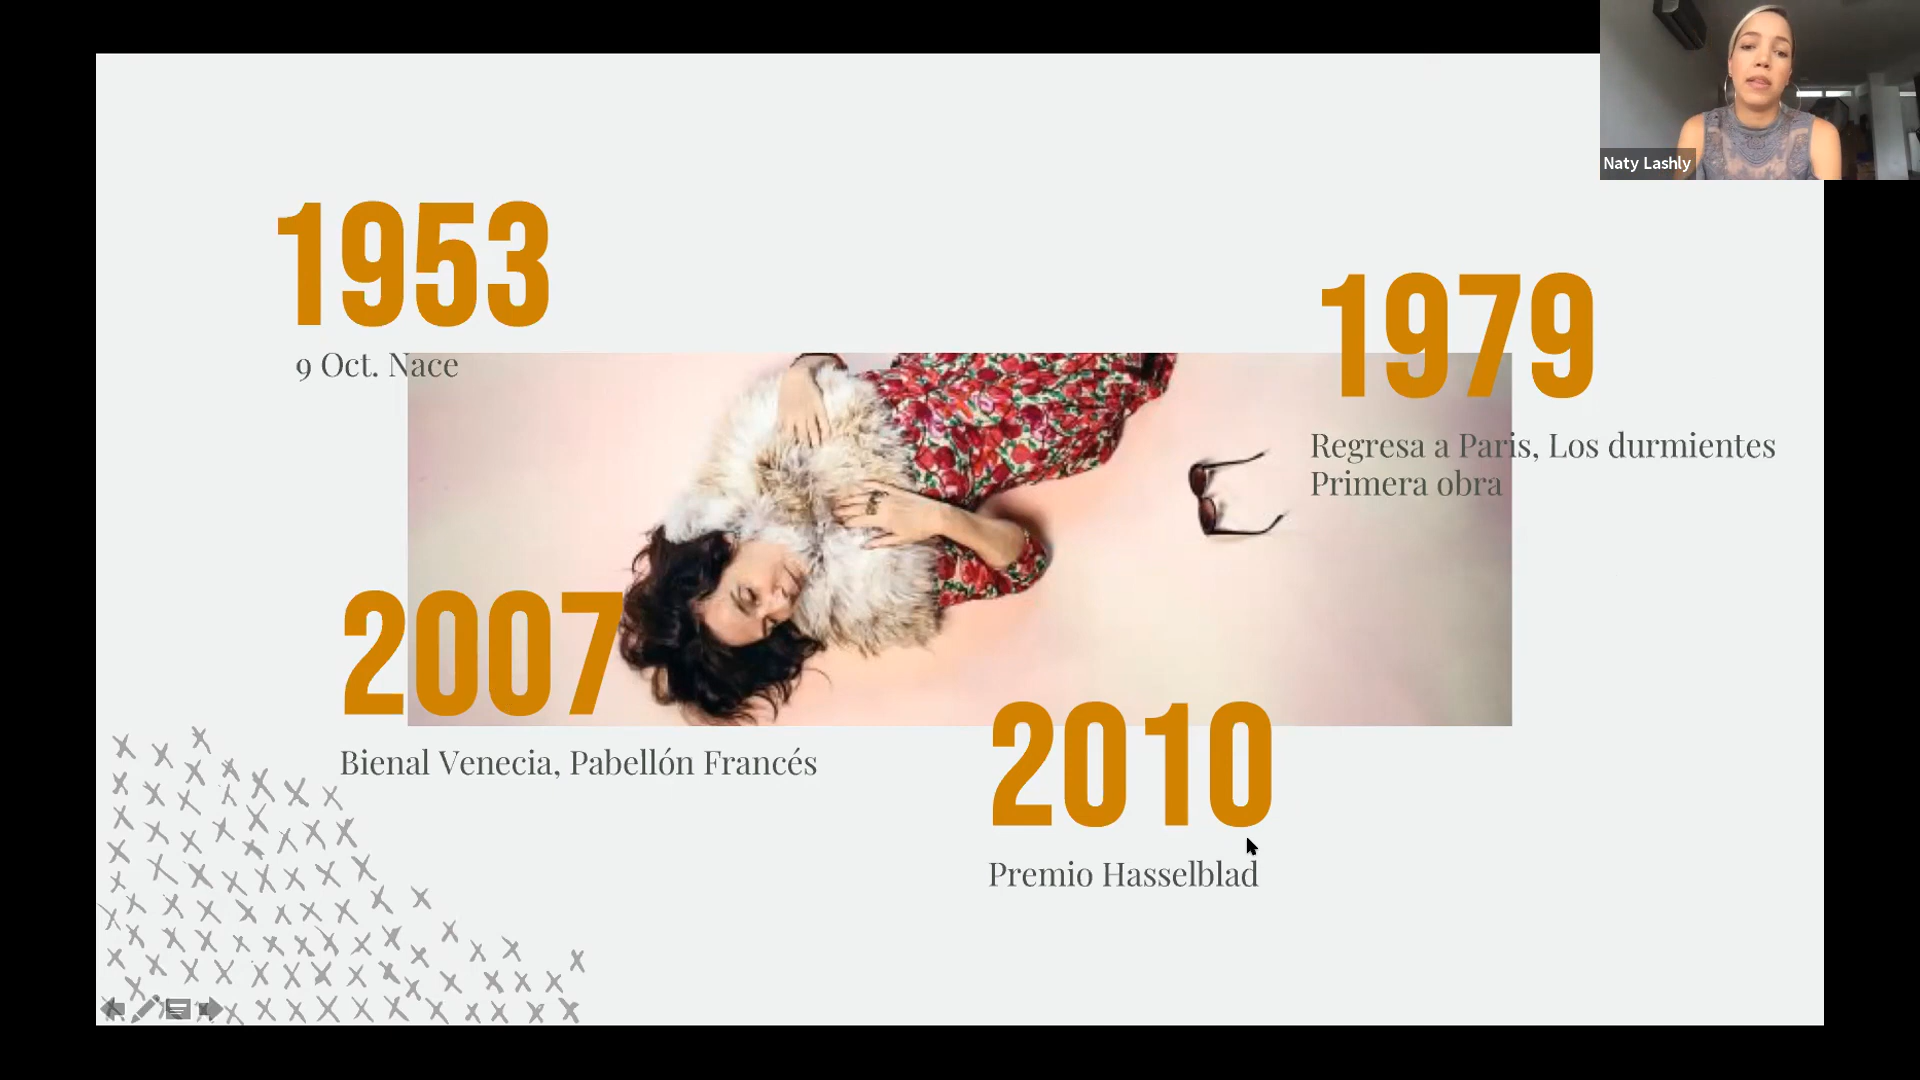 Naty Lashly
1953
9 Oct. Nace
1979
Regresa a Paris, Los durmientes
Primera obra
2007
Bienal Venecia, Pabellón Francés
2010
Premio Hasselblad